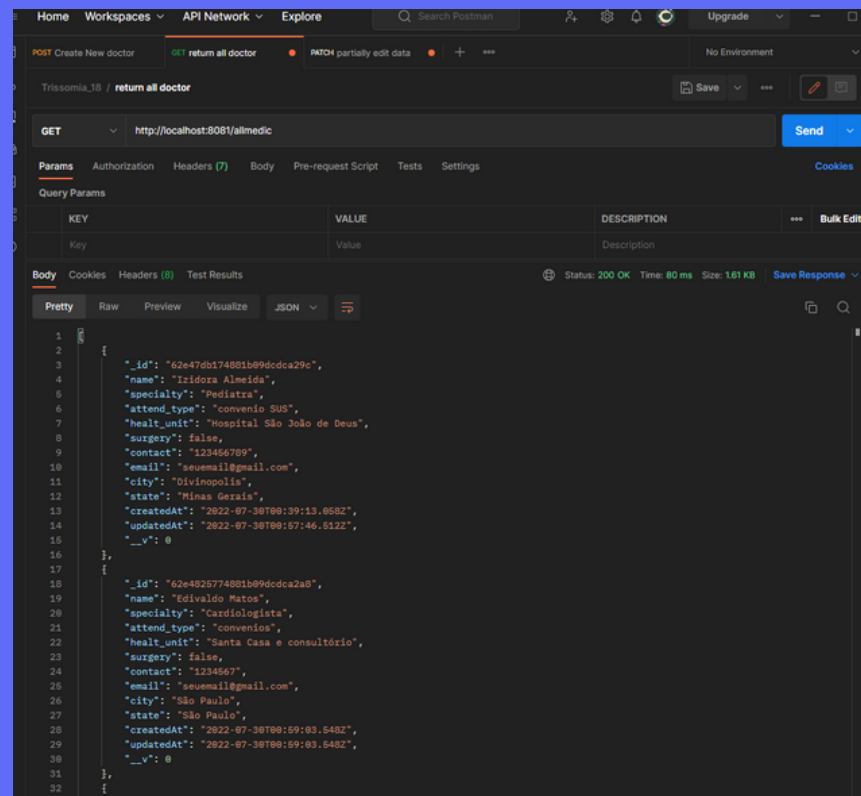 Home Workspaces API Network Explore Search Postman Upgrade
POST Create New doctor GET return all doctor PATCH partially edit data No Environment
Trissomia_18 / return all doctor Save
GET http://localhost:8081/allmedic Send
Params Authorization Headers (7) Body Pre-request Script Tests Settings Cookies
Query Params
KEY VALUE DESCRIPTION Bulk Edit
Key Value Description
Body Cookies Headers (8) Test Results Status: 200 OK Time: 80 ms Size: 1.61 KB Save Response
Pretty Raw Preview Visualize JSON
1 [
2 {
3 "_id": "62e47db174881b09dcdca29c",
4 "name": "Izidora Almeida",
5 "specialty": "Pediatra",
6 "attend_type": "convenio SUS",
7 "healt_unit": "Hospital São João de Deus",
8 "surgery": false,
9 "contact": "123456789",
10 "email": "seuemail@gmail.com",
11 "city": "Divinopolis",
12 "state": "Minas Gerais",
13 "createdAt": "2022-07-30T00:39:13.058Z",
14 "updatedAt": "2022-07-30T00:57:46.512Z",
15 "__v": 0
16 },
17 {
18 "_id": "62e4825774881b09dcdca2a8",
19 "name": "Edivaldo Matos",
20 "specialty": "Cardiologista",
21 "attend_type": "convenios",
22 "healt_unit": "Santa Casa e consultório",
23 "surgery": false,
24 "contact": "1234567",
25 "email": "seuemail@gmail.com",
26 "city": "São Paulo",
27 "state": "São Paulo",
28 "createdAt": "2022-07-30T00:59:03.548Z",
29 "updatedAt": "2022-07-30T00:59:03.548Z",
30 "__v": 0
31 },
32 {